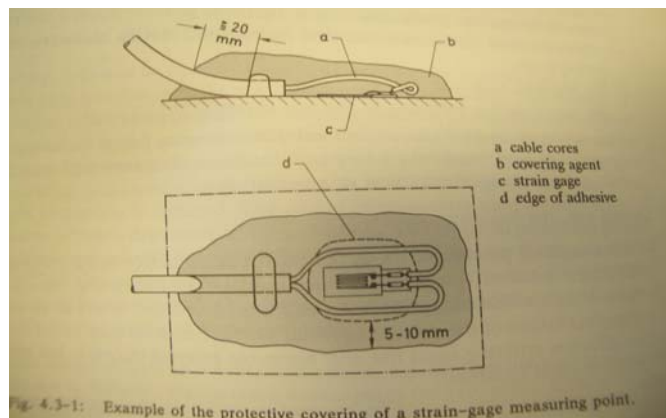 ≧ 20
mm
a
b
c
a cable cores
b covering agent
c strain gage
d edge of adhesive
d
5-10 mm
Fig. 4.3-1: Example of the protective covering of a strain-gage measuring point.